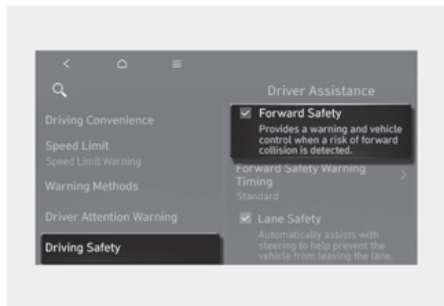 Driver Assistance
Driving Convenience
Speed Limit
Speed Limit Warning
Warning Methods
Driver Attention Warning
Driving Safety
Forward Safety
Provides a warning and vehicle
control when a risk of forward
collision is detected.
Forward Safety Warning
Timing
Standard
Lane Safety
Automatically assists with
steering to help prevent the
vehicle from leaving the lane.